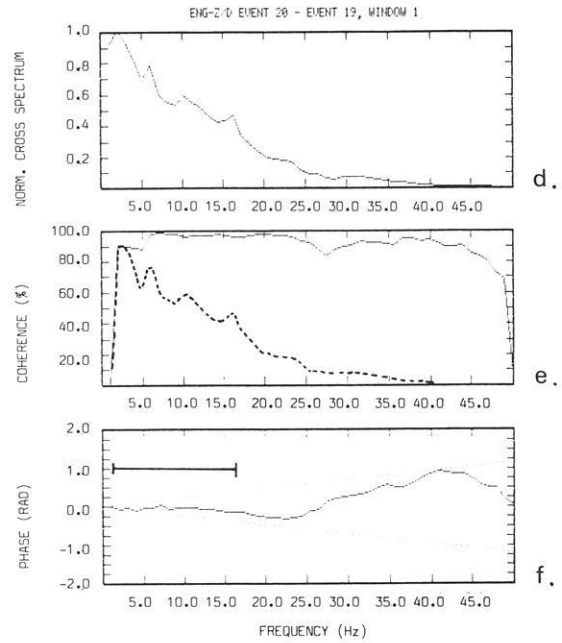 ENG-Z/D EVENT 20 - EVENT 19, WINDOW 1
NORM. CROSS SPECTRUM
1.0
0.8
0.6
0.4
0.2
5.0 10.0 15.0 20.0 25.0 30.0 35.0 40.0 45.0
d.
COHERENCE (%)
100.0
80.0
60.0
40.0
20.0
5.0 10.0 15.0 20.0 25.0 30.0 35.0 40.0 45.0
e.
PHASE (RAD)
2.0
1.0
0.0
-1.0
-2.0
5.0 10.0 15.0 20.0 25.0 30.0 35.0 40.0 45.0
f.
FREQUENCY (Hz)